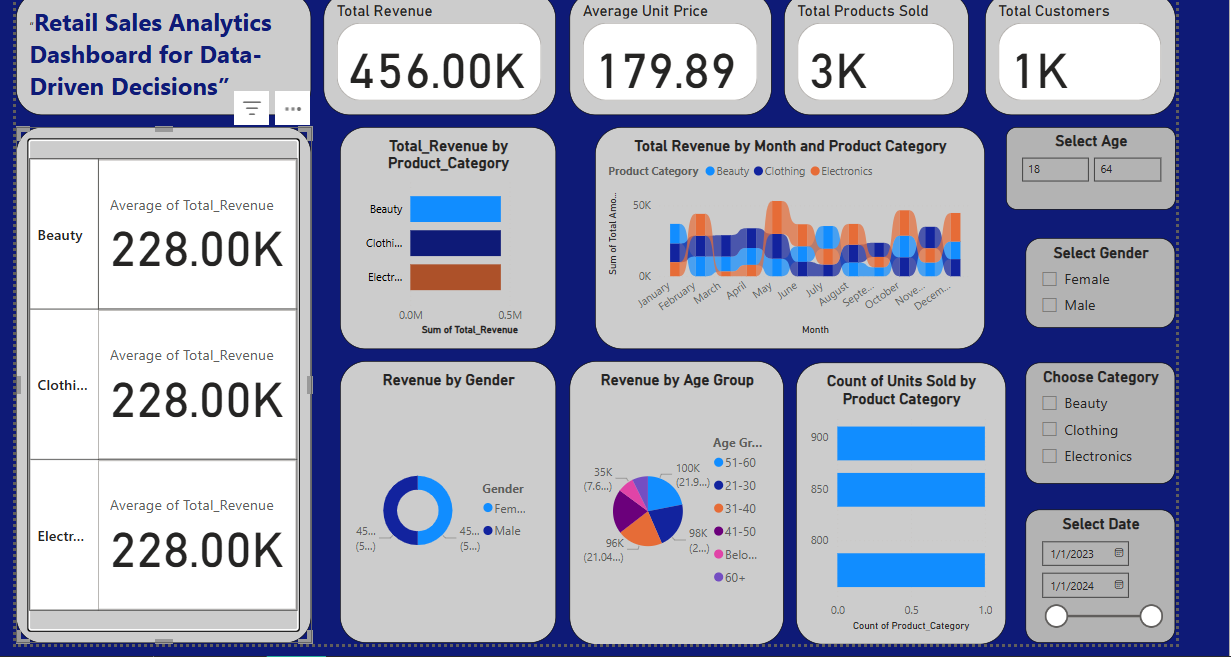 "Retail Sales Analytics
Dashboard for Data-
Driven Decisions”
Total Revenue
456.00K
Average Unit Price
179.89
Total Products Sold
3K
Total Customers
1K
Beauty
Average of Total_Revenue
228.00K
Clothi...
Average of Total_Revenue
228.00K
Electr...
Average of Total_Revenue
228.00K
Total_Revenue by
Product_Category
Beauty
Clothi...
Electr...
0.0M 0.5M
Sum of Total_Revenue
Total Revenue by Month and Product Category
Product Category Beauty Clothing Electronics
Sum of Total Amo...
50K
0K
January February March April May June July August Septe... October Nove... Decem...
Month
Select Age
18 64
Select Gender
Female
Male
Revenue by Gender
45...
(5...)
45...
(5...)
Gender
Fem...
Male
Revenue by Age Group
35K
(7.6...)
100K
(21.9...)
96K
(21.04...)
98K
(2...)
Age Gr...
51-60
21-30
31-40
41-50
Belo...
60+
Count of Units Sold by
Product Category
900
850
800
0.0 0.5 1.0
Count of Product_Category
Choose Category
Beauty
Clothing
Electronics
Select Date
1/1/2023
1/1/2024